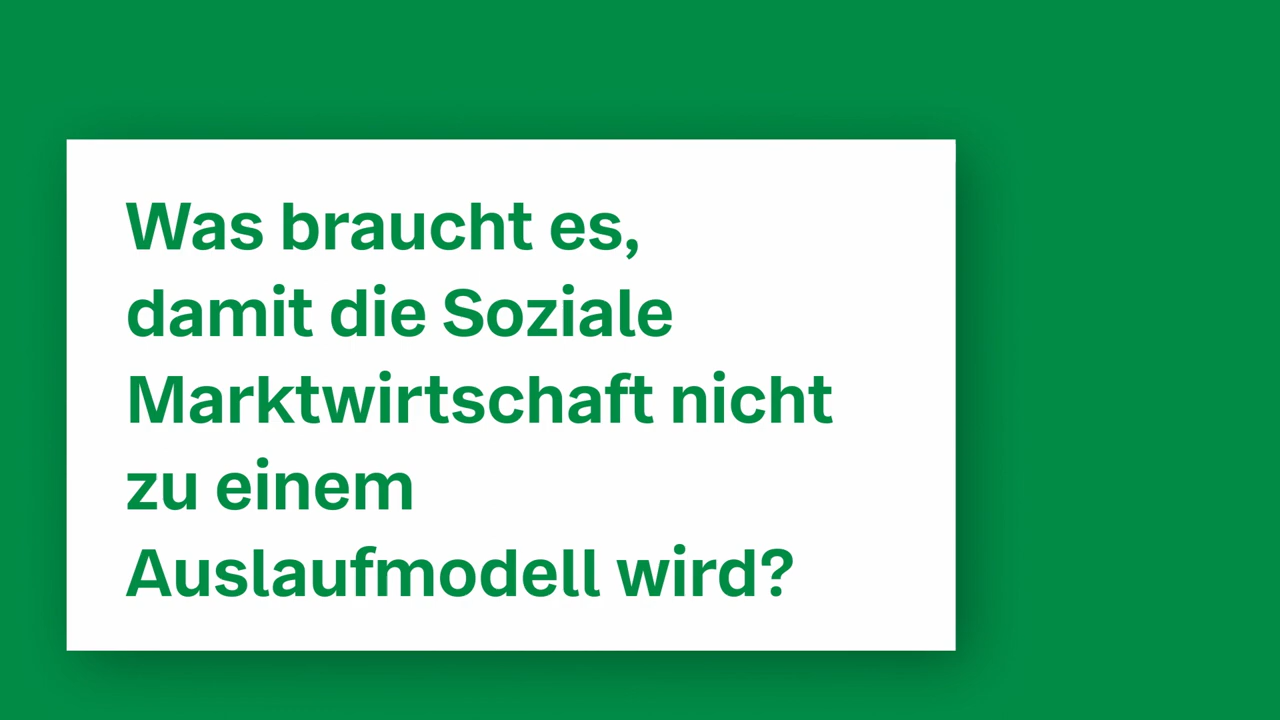 Was braucht es,
damit die Soziale
Marktwirtschaft nicht
zu einem
Auslaufmodell wird?